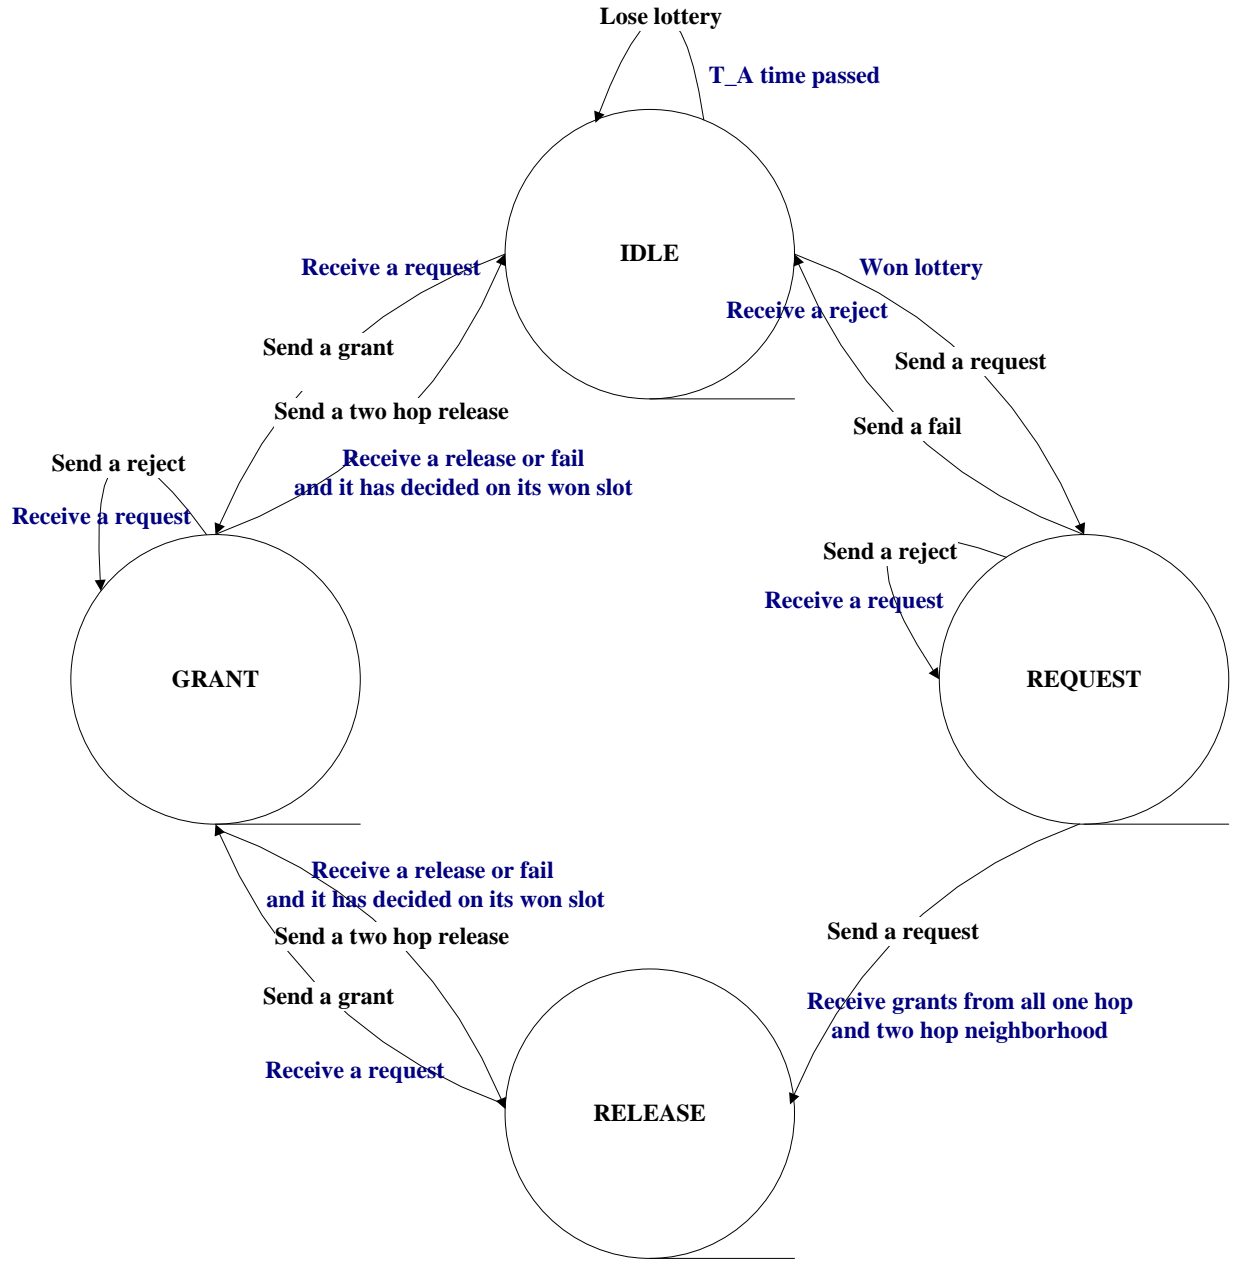 Lose lottery
T_A time passed
IDLE
Receive a request
Won lottery
Receive a reject
Send a grant
Send a request
Send a two hop release
Send a fail
Receive a release or fail
and it has decided on its won slot
Send a reject
Receive a request
Send a reject
Receive a request
GRANT
REQUEST
Receive a release or fail
and it has decided on its won slot
Send a two hop release
Send a request
Send a grant
Receive grants from all one hop
and two hop neighborhood
Receive a request
RELEASE